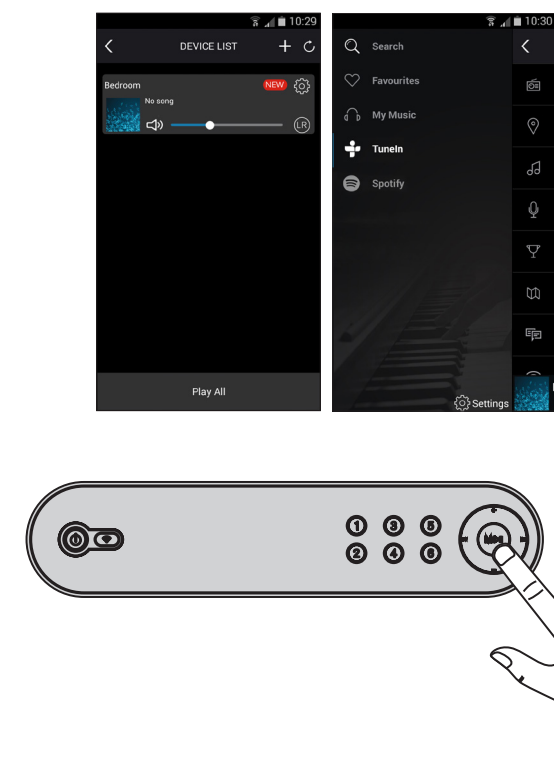 10:29
DEVICE LIST
Bedroom
NEW
No song
LR
Play All
10:30
Search
Favourites
My Music
TuneIn
Spotify
Settings
1 3 5
2 4 6